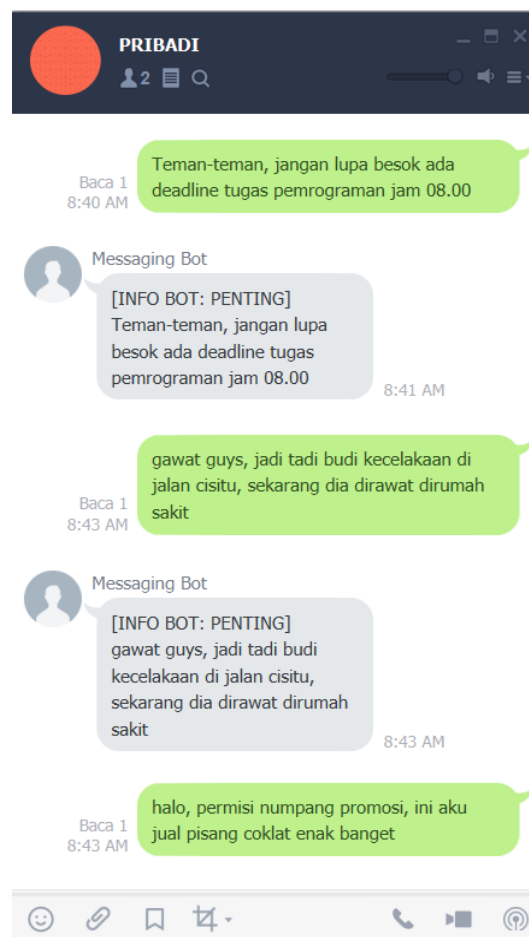 PRIBADI
2
Teman-teman, jangan lupa besok ada
deadline tugas pemrograman jam 08.00
Baca 1
8:40 AM
Messaging Bot
[INFO BOT: PENTING]
Teman-teman, jangan lupa
besok ada deadline tugas
pemrograman jam 08.00
8:41 AM
gawat guys, jadi tadi budi kecelakaan di
jalan cisitu, sekarang dia dirawat dirumah
sakit
Baca 1
8:43 AM
Messaging Bot
[INFO BOT: PENTING]
gawat guys, jadi tadi budi
kecelakaan di jalan cisitu,
sekarang dia dirawat dirumah
sakit
8:43 AM
halo, permisi numpang promosi, ini aku
jual pisang coklat enak banget
Baca 1
8:43 AM